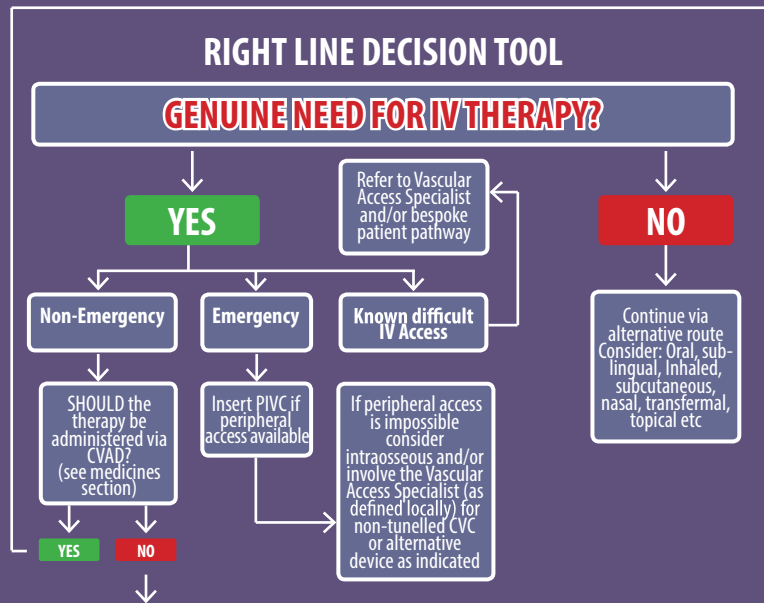 RIGHT LINE DECISION TOOL
GENUINE NEED FOR IV THERAPY?
YES
Refer to Vascular
Access Specialist
and/or bespoke
patient pathway
NO
Non-Emergency
Emergency
Known difficult
IV Access
Continue via
alternative route
Consider: Oral, sub-
lingual, Inhaled,
subcutaneous,
nasal, transfermal,
topical etc
SHOULD the
therapy be
administered via
CVAD?
(see medicines
section)
Insert PIVC if
peripheral
access available
If peripheral access
is impossible
consider
intraosseous and/or
involve the Vascular
Access Specialist (as
defined locally) for
non-tunelled CVC
or alternative
device as indicated
YES
NO